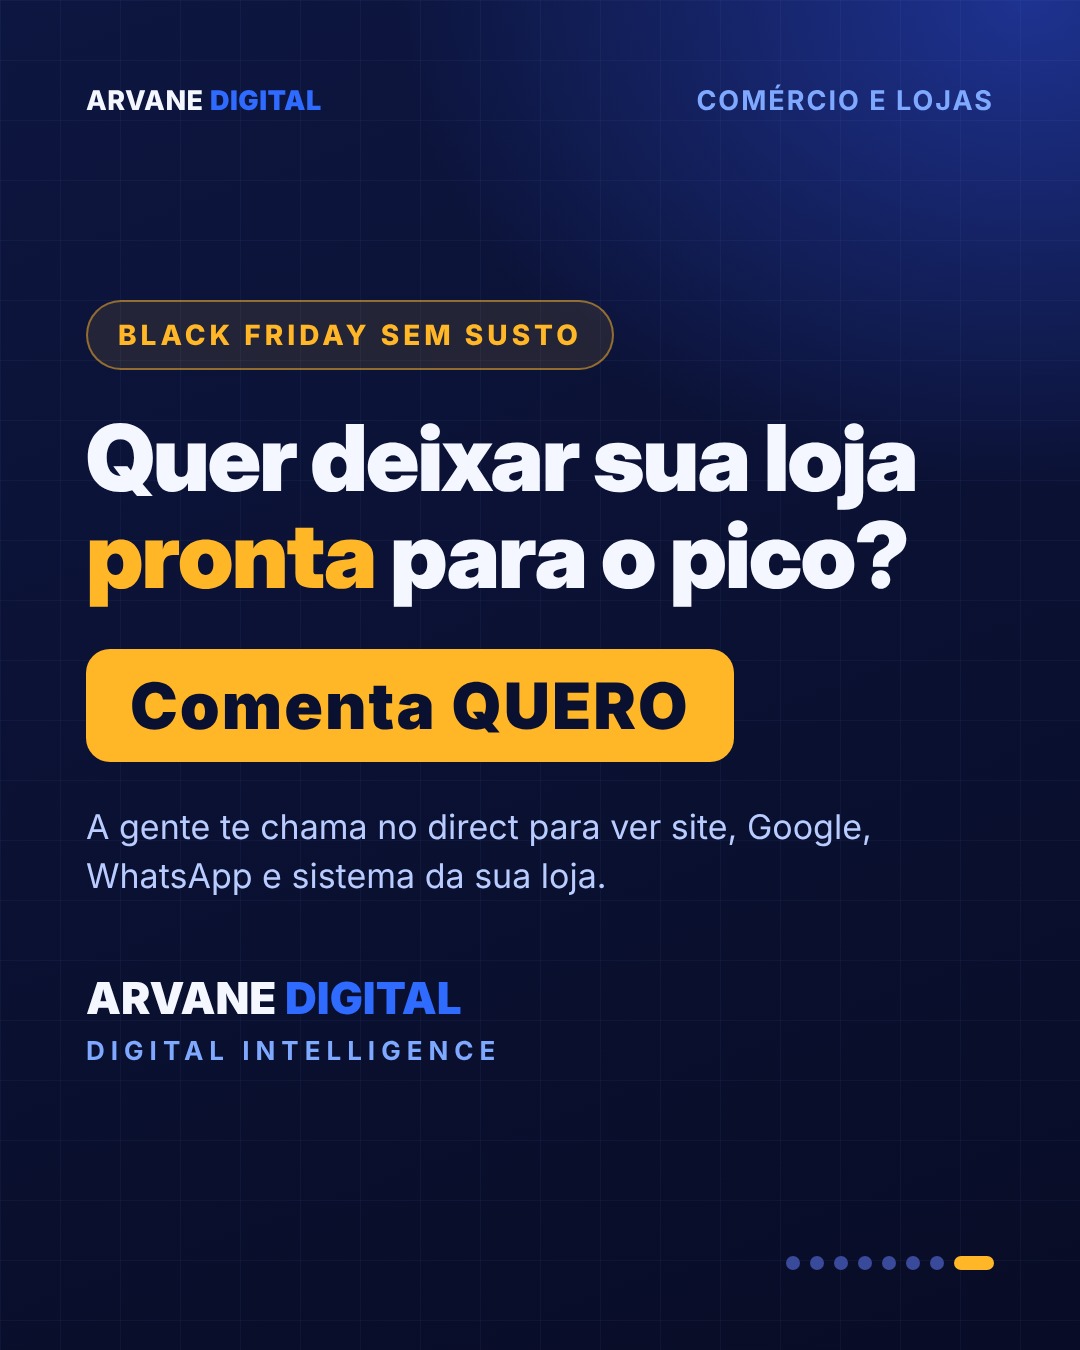 ARVANE DIGITAL
COMÉRCIO E LOJAS
BLACK FRIDAY SEM SUSTO
Quer deixar sua loja
pronta para o pico?
Comenta QUERO
A gente te chama no direct para ver site, Google,
WhatsApp e sistema da sua loja.
ARVANE DIGITAL
DIGITAL INTELLIGENCE